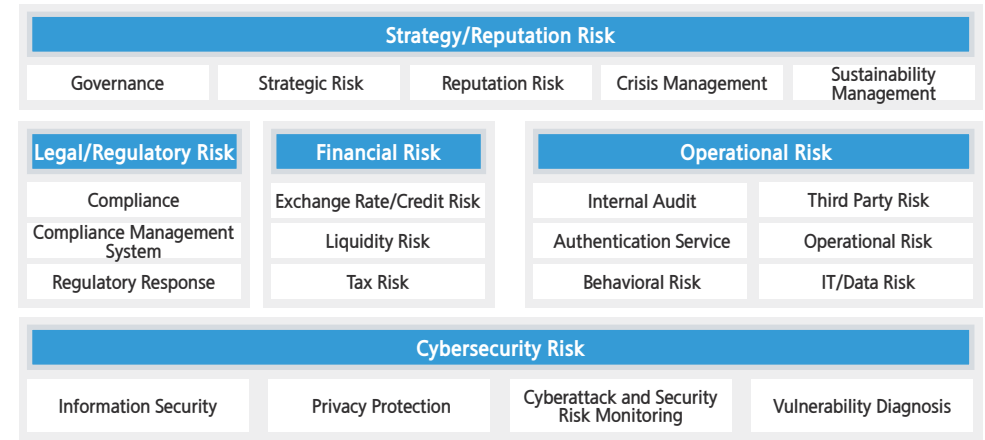 Strategy/Reputation Risk
Governance
Strategic Risk
Reputation Risk
Crisis Management
Sustainability
Management
Legal/Regulatory Risk
Compliance
Compliance Management
System
Regulatory Response
Financial Risk
Exchange Rate/Credit Risk
Liquidity Risk
Tax Risk
Operational Risk
Internal Audit
Third Party Risk
Authentication Service
Operational Risk
Behavioral Risk
IT/Data Risk
Cybersecurity Risk
Information Security
Privacy Protection
Cyberattack and Security
Risk Monitoring
Vulnerability Diagnosis